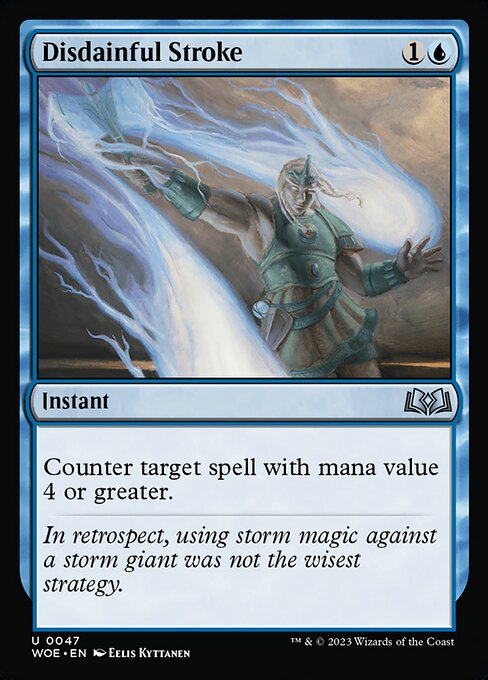 Disdainful Stroke 1
Instant
Counter target spell with mana value
4 or greater.
In retrospect, using storm magic against
a storm giant was not the wisest
strategy.
U 0047
WOE • EN Eelis Kyttanen
™ & © 2023 Wizards of the Coast